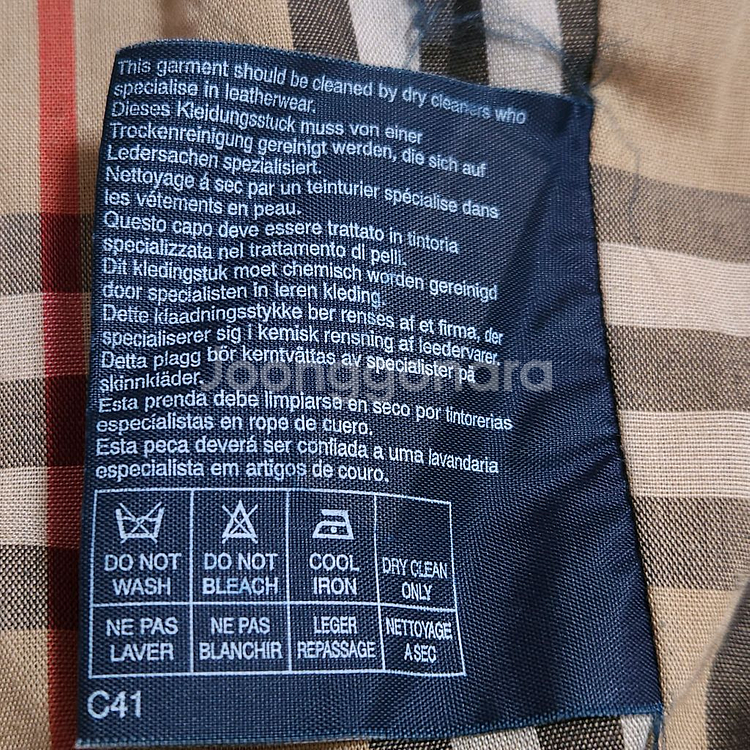 This garment should be cleaned by dry cleaners who
specialise in leatherwear.
Dieses Kleidungsstuck muss von einer
Trockenreinigung gereinigt werden, die sich auf
Ledersachen spezialisiert.
Nettoyage á sec par un teinturier spécialise dans
les vétements en peau.
Questo capo deve essere trattato in tintoria
specializzata nel trattamento di pelli.
Dit kledingstuk moet chemisch worden gereinigd
door specialisten in leren kleding.
Dette klaadningsstykke ber renses af et firma, der
specialiserer sig i kemisk rensning af leedervarer.
Detta plagg bör kerntvättas av specialister på
skinnkläder.
Joonggonara
Esta prenda debe limpiarse en seco por tintorerias
especialistas en rope de cuero.
Esta peca deverá ser confiada a uma lavandaria
especialista em artigos de couro.
DO NOT WASH
DO NOT BLEACH
COOL IRON
DRY CLEAN ONLY
NE PAS LAVER
NE PAS BLANCHIR
LEGER REPASSAGE
NETTOYAGE A SEC
C41